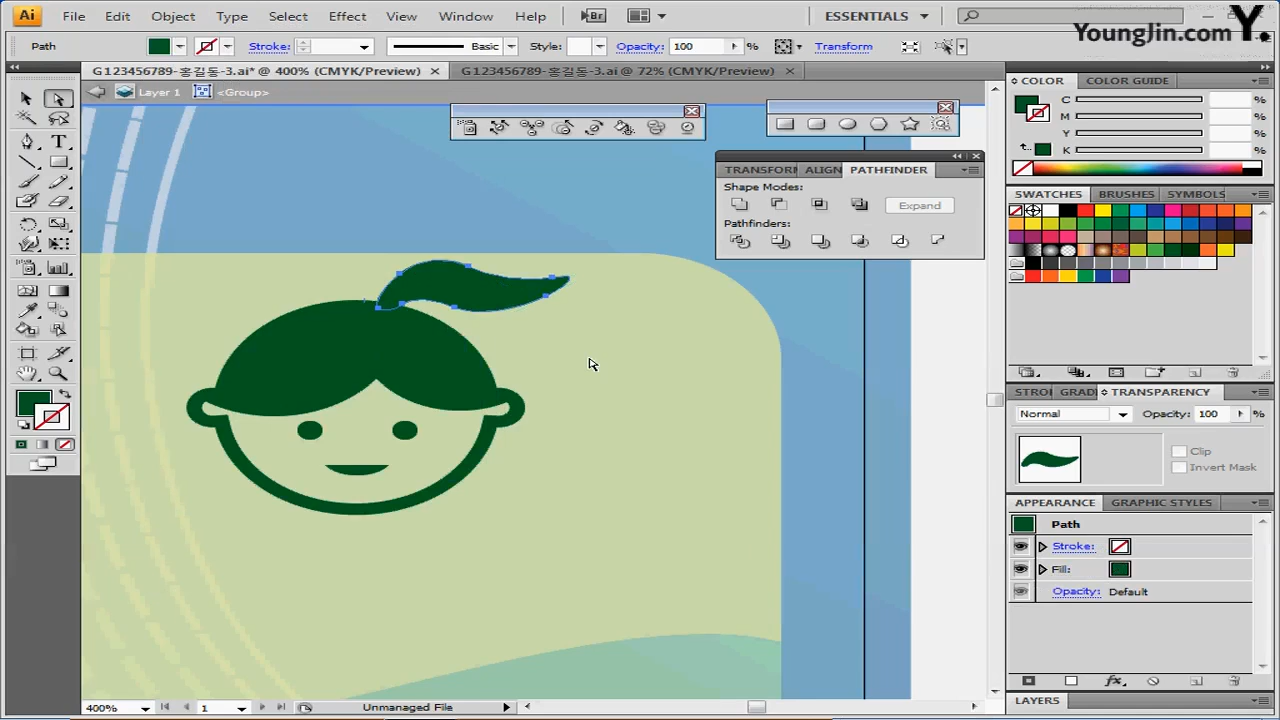 Ai File Edit Object Type Select Effect View Window Help Br ESSENTIALS
Y.
YoungJin.com
Path Stroke: Basic Style: Opacity: 100 % Transform
G123456789-홍길동-3.ai* @ 400% (CMYK/Preview) G123456789-홍길동-3.ai @ 72% (CMYK/Preview)
Layer 1 <Group>
COLOR COLOR GUIDE
C %
M %
Y %
K %
TRANSFORM ALIGN PATHFINDER
Shape Modes:
Expand
Pathfinders:
SWATCHES BRUSHES SYMBOLS
STRO GRAD TRANSPARENCY
Normal Opacity: 100 %
Clip
Invert Mask
APPEARANCE GRAPHIC STYLES
Path
Stroke:
Fill:
Opacity: Default
LAYERS
400% 1 Unmanaged File